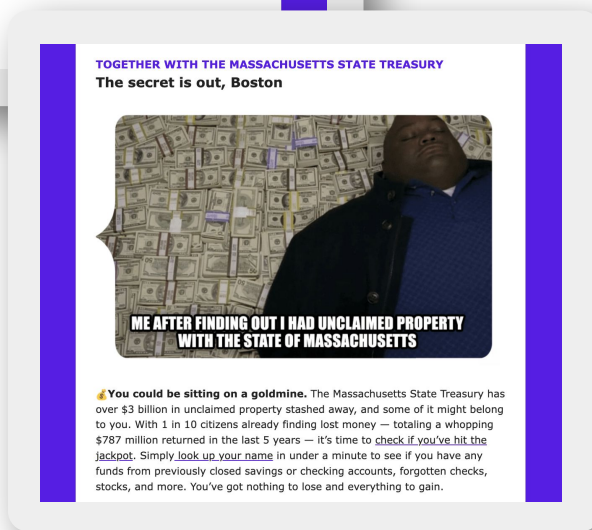 TOGETHER WITH THE MASSACHUSETTS STATE TREASURY
The secret is out, Boston
ME AFTER FINDING OUT I HAD UNCLAIMED PROPERTY
WITH THE STATE OF MASSACHUSETTS
💰You could be sitting on a goldmine. The Massachusetts State Treasury has
over $3 billion in unclaimed property stashed away, and some of it might belong
to you. With 1 in 10 citizens already finding lost money — totaling a whopping
$787 million returned in the last 5 years — it's time to check if you've hit the
jackpot. Simply look up your name in under a minute to see if you have any
funds from previously closed savings or checking accounts, forgotten checks,
stocks, and more. You've got nothing to lose and everything to gain.